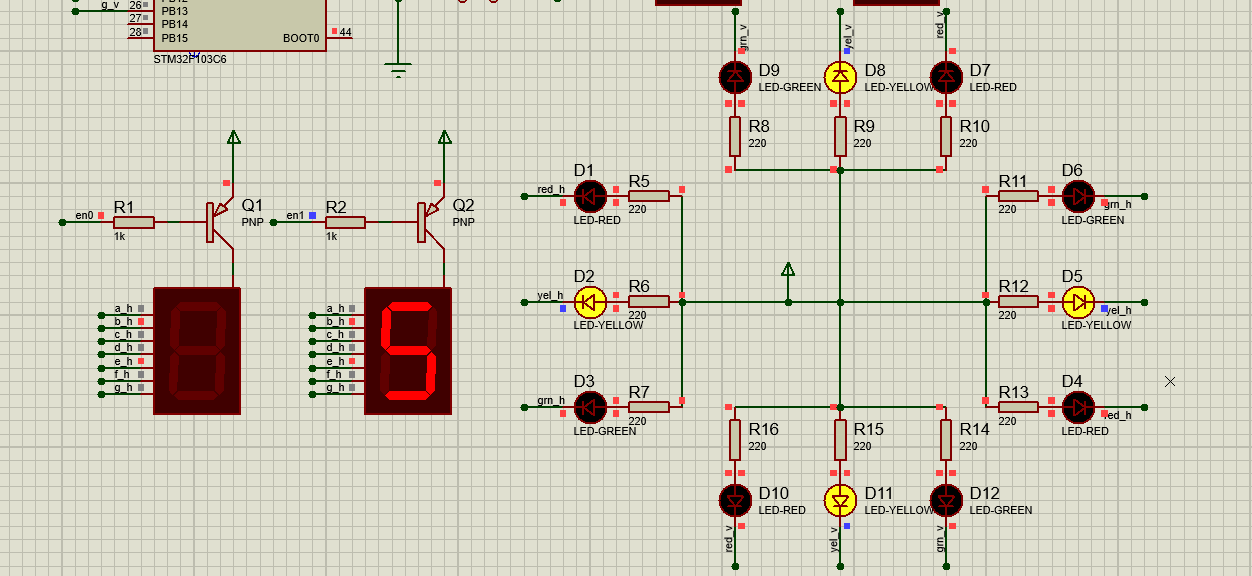 g_v 26 PB13
27 PB14
28 PB15
BOOT0 44
STM32F103C6
grn_v
yel_v
red_v
D9
LED-GREEN
D8
LED-YELLOW
D7
LED-RED
R8
220
R9
220
R10
220
en0
R1
1k
Q1
PNP
en1
R2
1k
Q2
PNP
red_h
D1
LED-RED
R5
220
R11
220
D6
LED-GREEN
grn_h
yel_h
D2
LED-YELLOW
R6
220
R12
220
D5
LED-YELLOW
yel_h
a_h
b_h
c_h
d_h
e_h
f_h
g_h
a_h
b_h
c_h
d_h
e_h
f_h
g_h
5
grn_h
D3
LED-GREEN
R7
220
R13
220
D4
LED-RED
red_h
R16
220
R15
220
R14
220
D10
LED-RED
D11
LED-YELLOW
D12
LED-GREEN
red_v
yel_v
grn_v